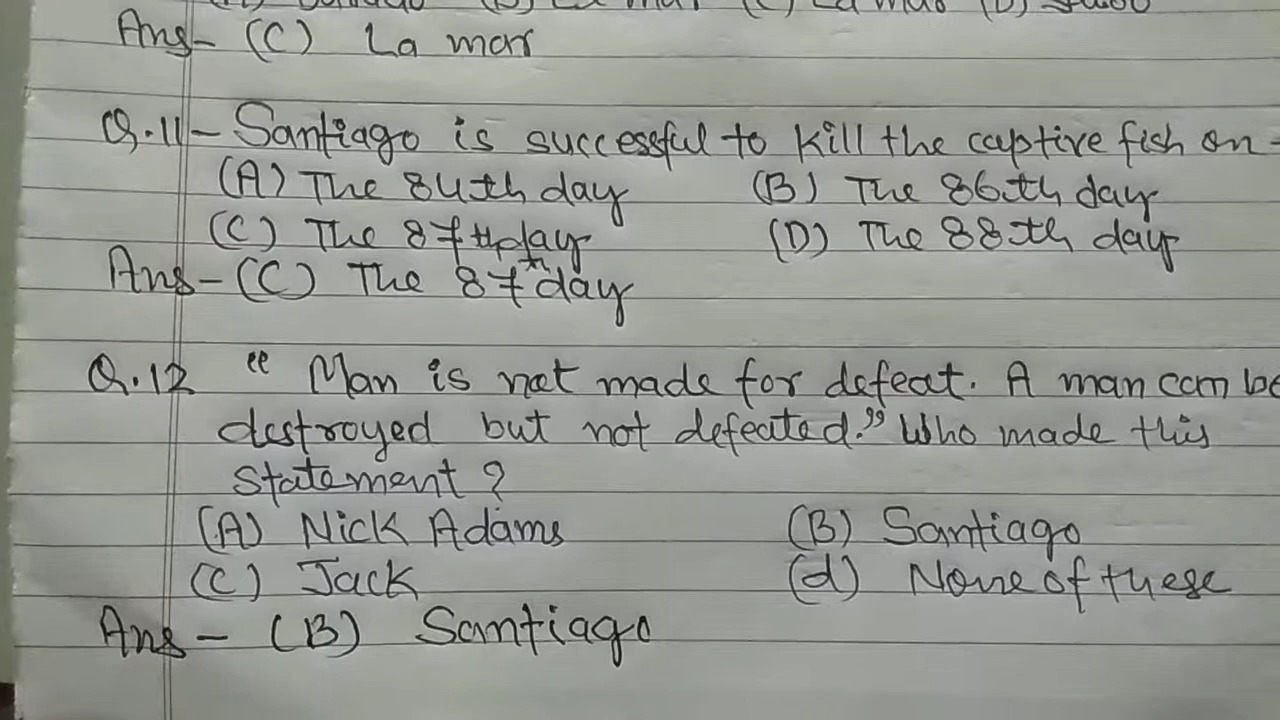 Ans- (C) La mar
Q.11- Santiago is successful to kill the captive fish on-
(A) The 84th day (B) The 86th day
(C) The 87th day (D) The 88th day
Ans-(C) The 87th day
Q.12 "Man is not made for defeat. A man can be
destroyed but not defeated." Who made this
statement?
(A) Nick Adams (B) Santiago
(C) Jack (d) None of these
Ans - (B) Santiago